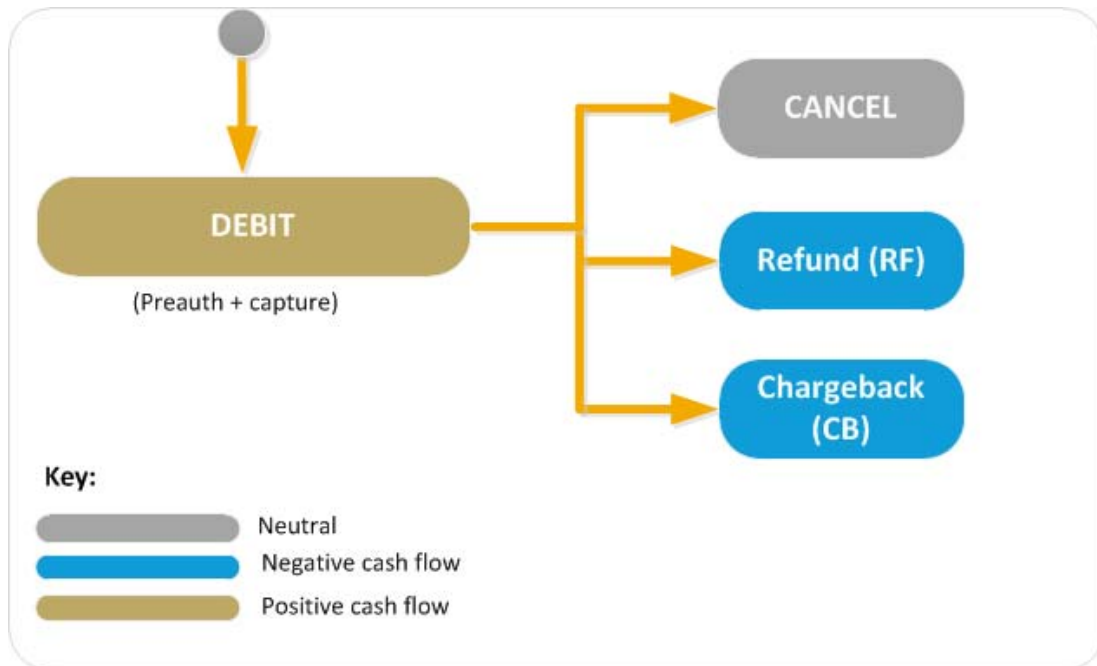 CANCEL
DEBIT
(Preauth + capture)
Refund (RF)
Chargeback
(CB)
Key:
Neutral
Negative cash flow
Positive cash flow